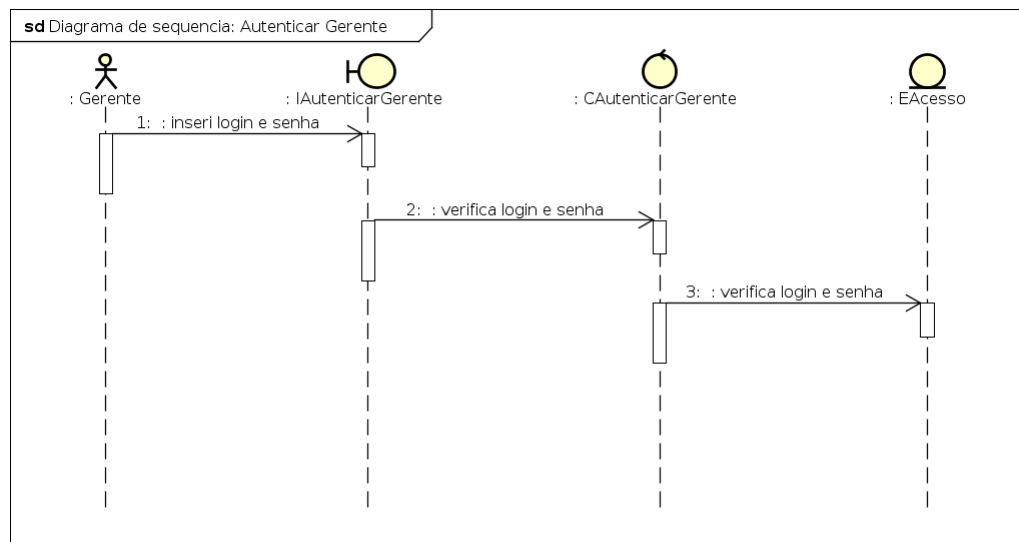 sd Diagrama de sequencia: Autenticar Gerente
: Gerente
: IAutenticarGerente
: CAutenticarGerente
: EAcesso
1: : inseri login e senha
2: : verifica login e senha
3: : verifica login e senha